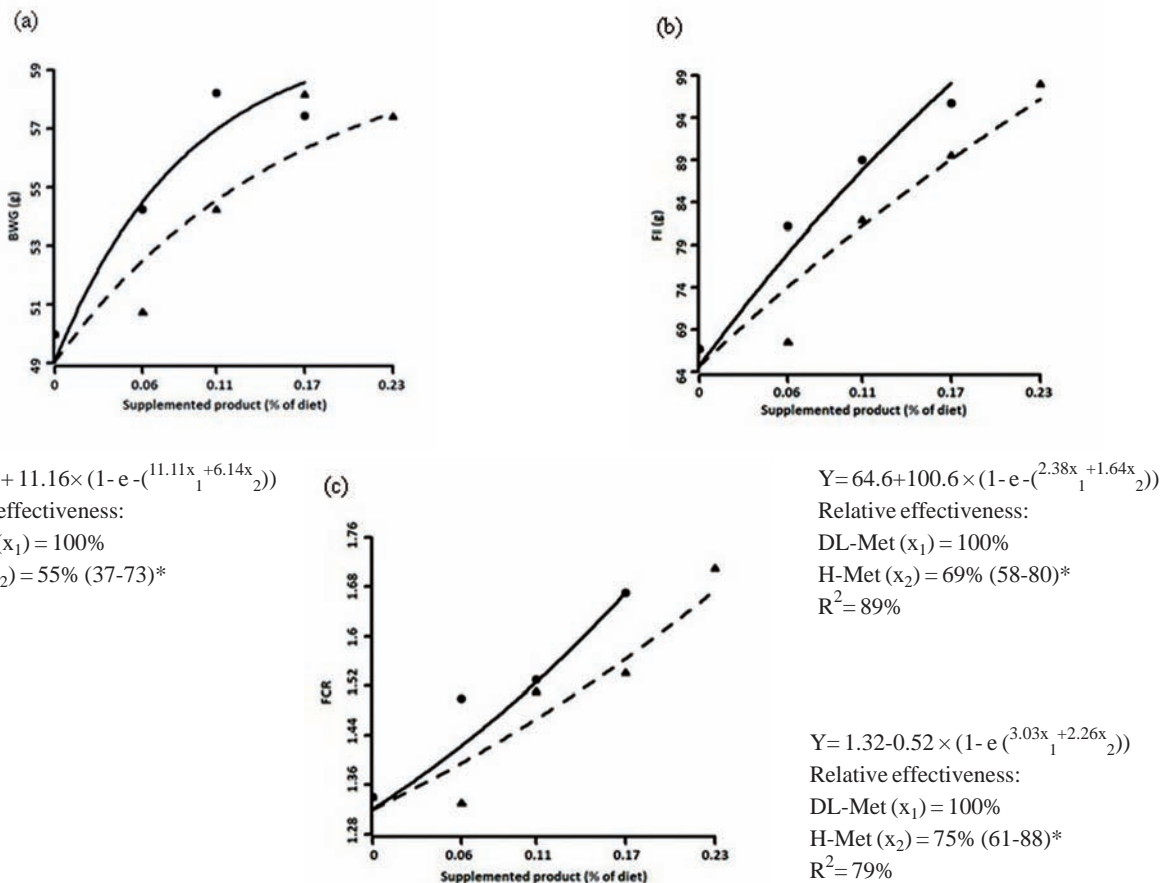 (a)
59
57
55
53
51
49
BWG (g)
0 0.06 0.11 0.17 0.23
Supplemented product (% of diet)
(b)
99
94
89
84
79
74
69
64
FI (g)
0 0.06 0.11 0.17 0.23
Supplemented product (% of diet)
+ 11.16× (1- e -(11.11x1+6.14x2))
effectiveness:
(x1) = 100%
2) = 55% (37-73)*
(c)
1.76
1.68
1.6
1.52
1.44
1.36
1.28
FCR
0 0.06 0.11 0.17 0.23
Supplemented product (% of diet)
Y= 64.6+100.6 × (1- e -(2.38x1+1.64x2))
Relative effectiveness:
DL-Met (x1) = 100%
H-Met (x2) = 69% (58-80)*
R2= 89%
Y= 1.32-0.52 × (1- e (3.03x1+2.26x2))
Relative effectiveness:
DL-Met (x1) = 100%
H-Met (x2) = 75% (61-88)*
R2= 79%